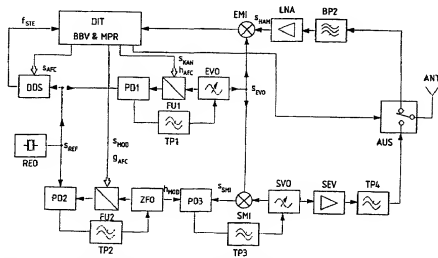 f_STE
DIT
BBV & MPR
EMI
s_HAM
LNA
BP2
ANT
s_KAN
h_AFC
EVO
s_EVO
s_AFC
DDS
PD1
FU1
TP1
AUS
REO
s_REF
s_MOD
g_AFC
PD2
FU2
ZFO
h_MOD
PD3
s_SMI
SMI
SVO
SEV
TP4
TP2
TP3